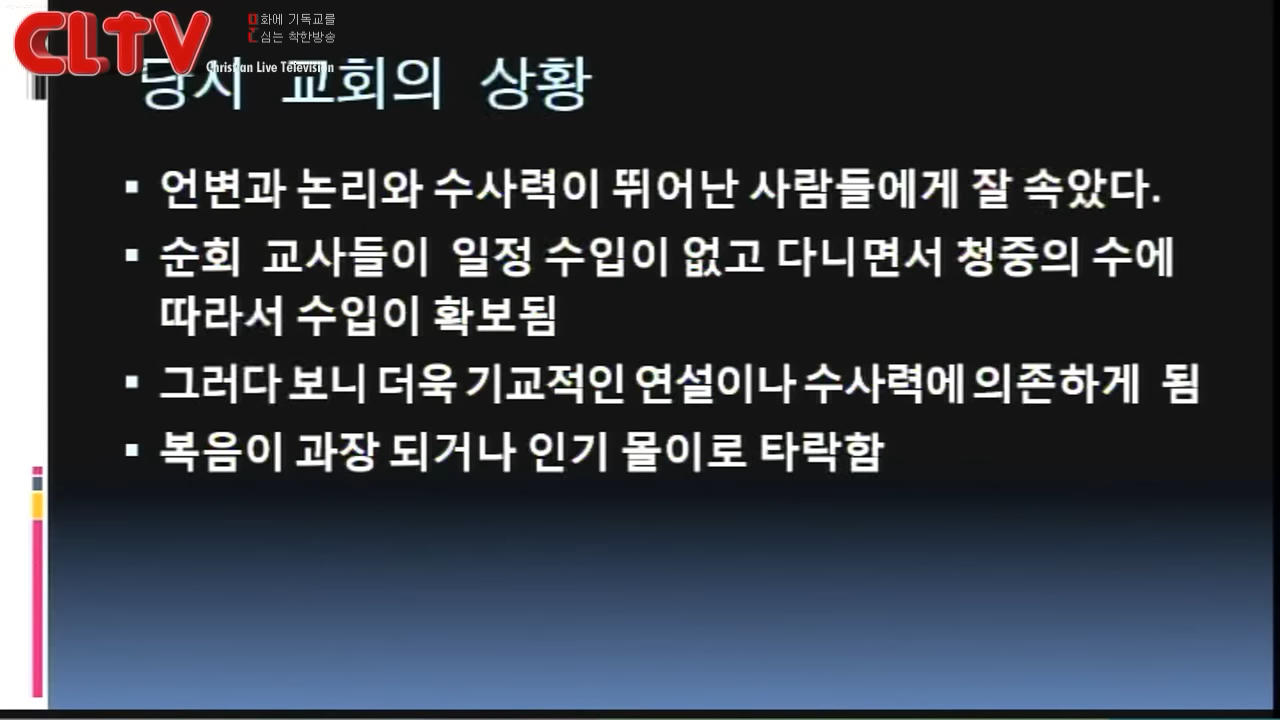 CLTV
문화에 기독교를
심는 착한방송
Christian Live Television
당시 교회의 상황
언변과 논리와 수사력이 뛰어난 사람들에게 잘 속았다.
순회 교사들이 일정 수입이 없고 다니면서 청중의 수에
따라서 수입이 확보됨
그러다 보니 더욱 기교적인 연설이나 수사력에 의존하게 됨
복음이 과장 되거나 인기 몰이로 타락함